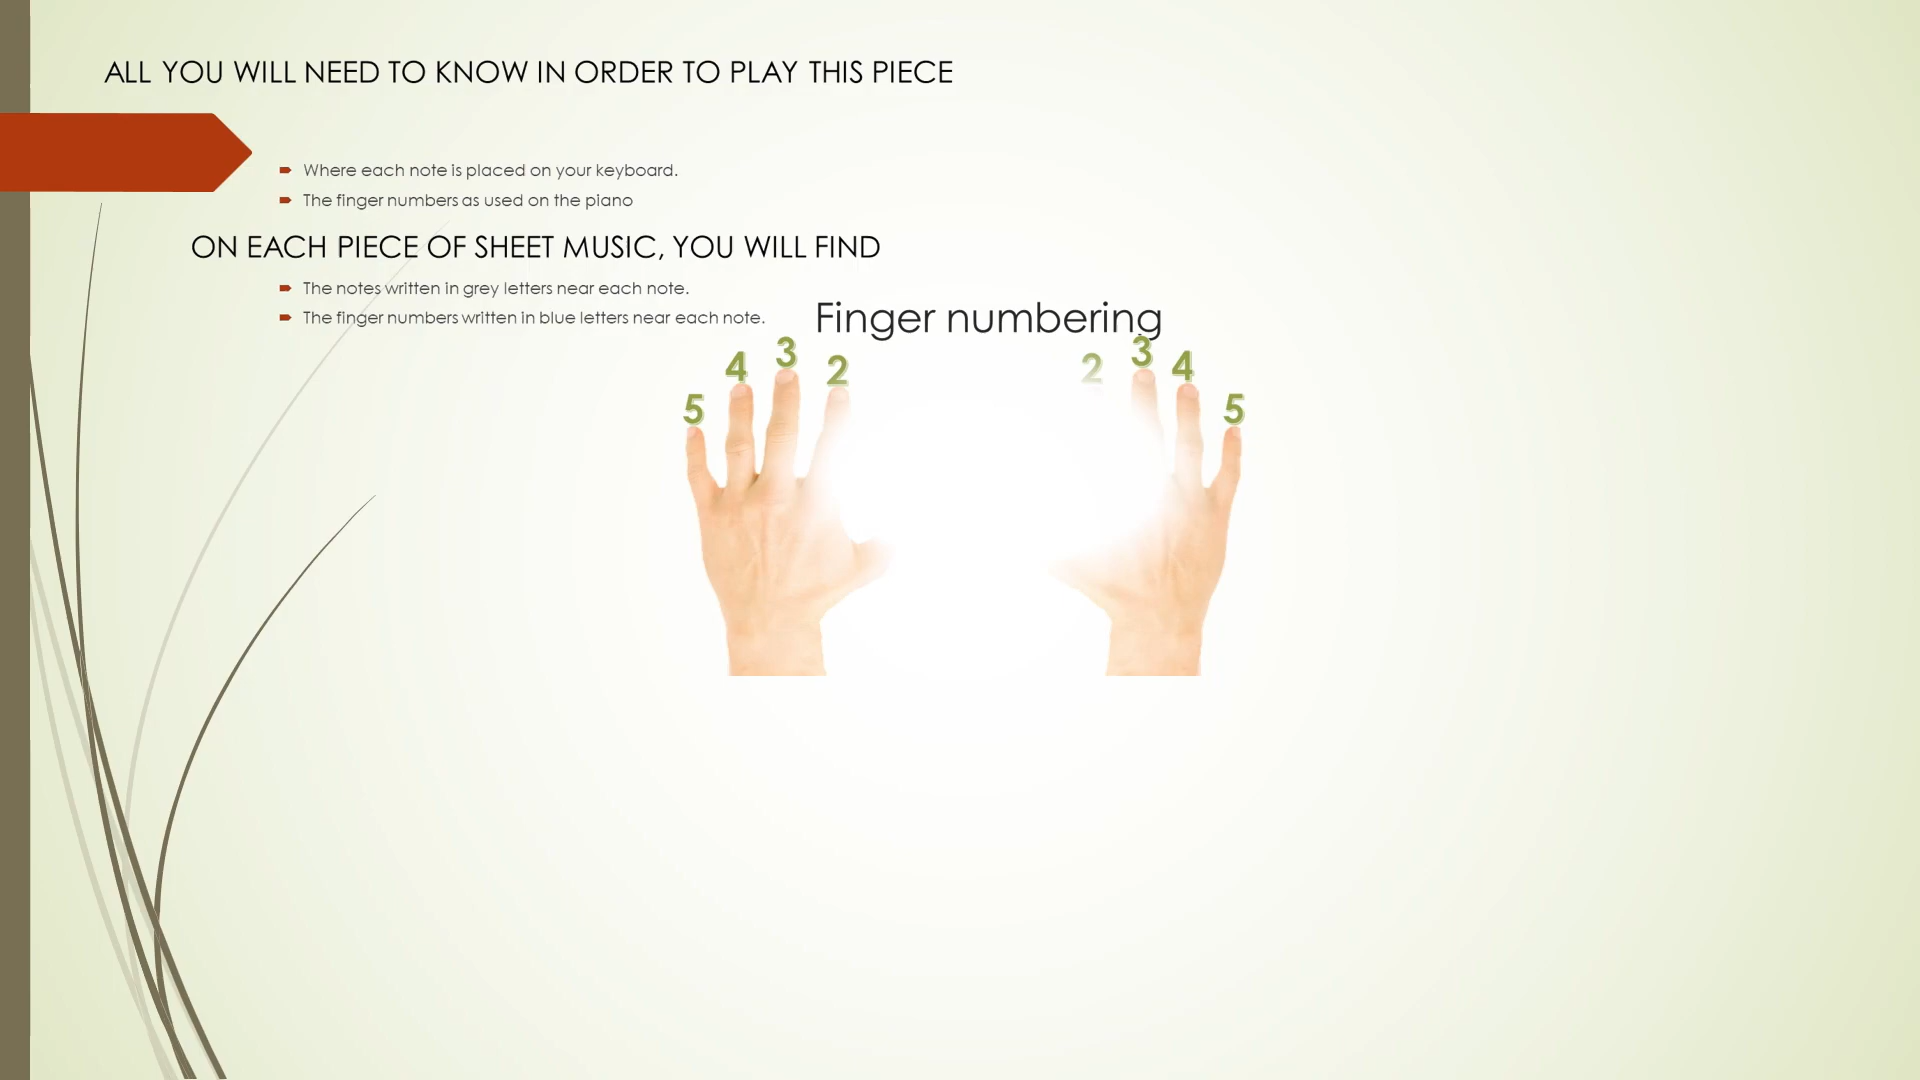 ALL YOU WILL NEED TO KNOW IN ORDER TO PLAY THIS PIECE
Where each note is placed on your keyboard.
The finger numbers as used on the piano
ON EACH PIECE OF SHEET MUSIC, YOU WILL FIND
The notes written in grey letters near each note.
The finger numbers written in blue letters near each note.
Finger numbering
5 4 3 2 2 3 4 5